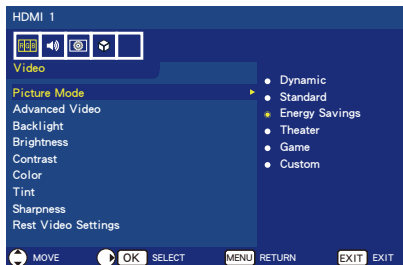 HDMI 1
RGB
Video
Picture Mode
Advanced Video
Backlight
Brightness
Contrast
Color
Tint
Sharpness
Rest Video Settings
Dynamic
Standard
Energy Savings
Theater
Game
Custom
MOVE OK SELECT MENU RETURN EXIT EXIT